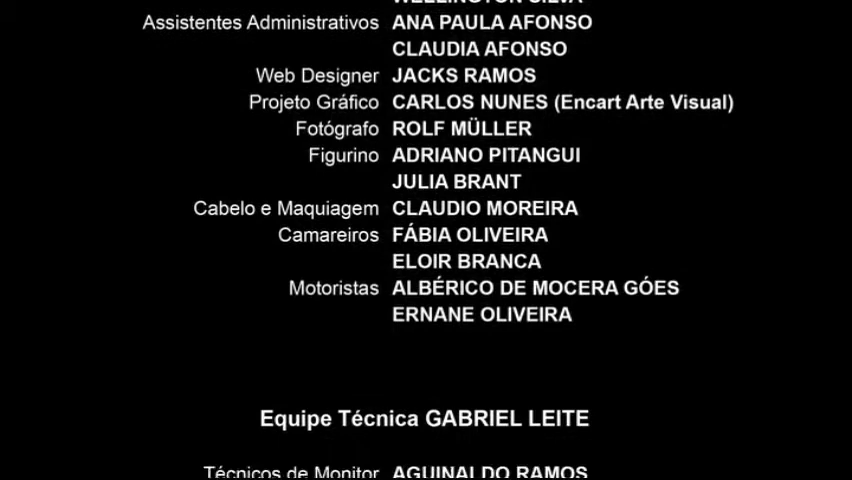 WELLINGTON SILVA
Assistentes Administrativos ANA PAULA AFONSO
CLAUDIA AFONSO
Web Designer JACKS RAMOS
Projeto Gráfico CARLOS NUNES (Encart Arte Visual)
Fotógrafo ROLF MÜLLER
Figurino ADRIANO PITANGUI
JULIA BRANT
Cabelo e Maquiagem CLAUDIO MOREIRA
Camareiros FÁBIA OLIVEIRA
ELOIR BRANCA
Motoristas ALBÉRICO DE MOCERA GÓES
ERNANE OLIVEIRA
Equipe Técnica GABRIEL LEITE
Técnicos de Monitor AGUINALDO RAMOS